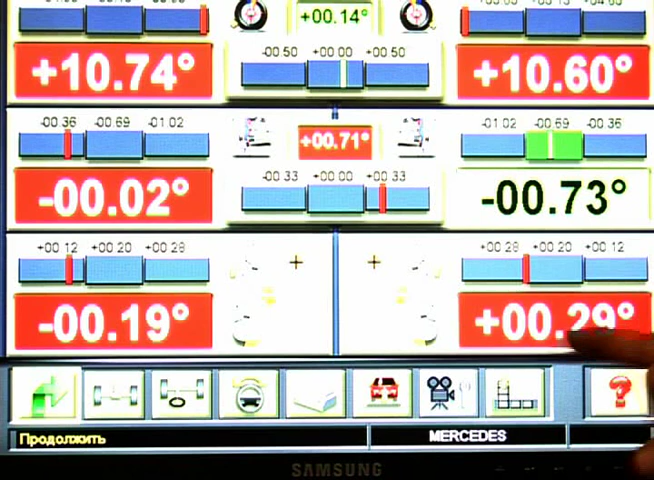 +00.14°
+10.74° -00 50 +00 00 +00 50 +10.60°
-00.36 -00.69 -01.02 -01.02 -00.69 -00.36
+00.71°
-00.02° -00 33 +00 00 +00 33 -00.73°
+00 12 +00 20 +00 28 +00 28 +00 20 +00 12
-00.19° +00.29°
Продолжить MERCEDES
SAMSUNG